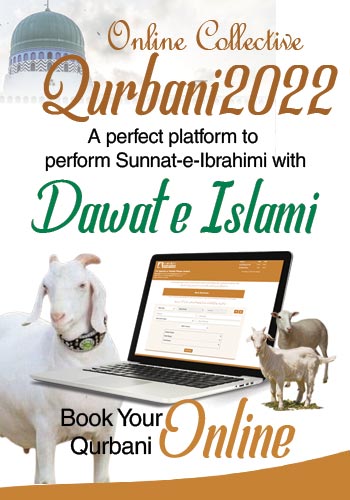 Online Collective
Qurbani2022
A perfect platform to
perform Sunnat-e-Ibrahimi with
Dawat e Islami
Book Your
Qurbani
Online